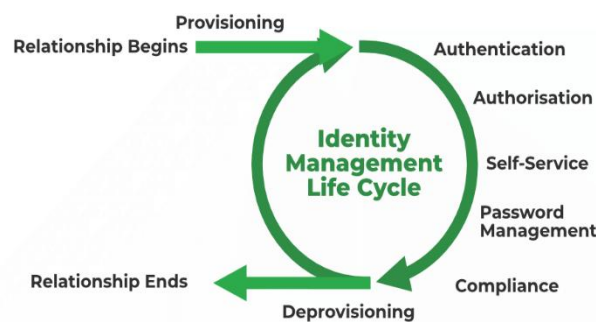 Provisioning
Relationship Begins
Authentication
Authorisation
Identity
Management
Life Cycle
Self-Service
Password
Management
Compliance
Relationship Ends
Deprovisioning